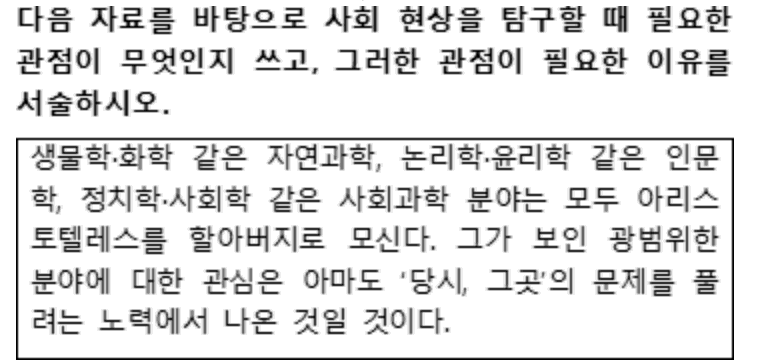 다음 자료를 바탕으로 사회 현상을 탐구할 때 필요한
관점이 무엇인지 쓰고, 그러한 관점이 필요한 이유를
서술하시오.
생물학·화학 같은 자연과학, 논리학·윤리학 같은 인문
학, 정치학·사회학 같은 사회과학 분야는 모두 아리스
토텔레스를 할아버지로 모신다. 그가 보인 광범위한
분야에 대한 관심은 아마도 ‘당시, 그곳’의 문제를 풀
려는 노력에서 나온 것일 것이다.